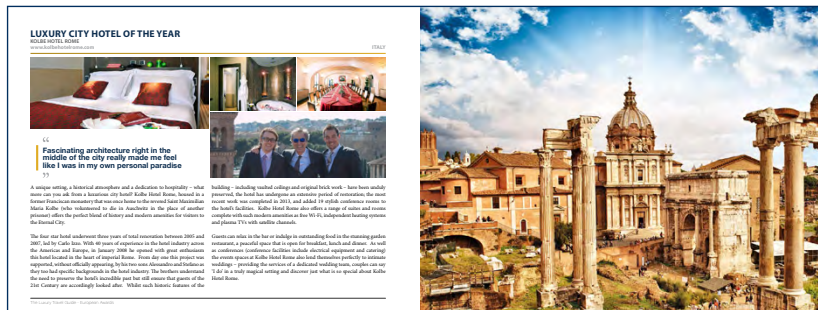 LUXURY CITY HOTEL OF THE YEAR
KOLBE HOTEL ROME
www.kolbehotelrome.com
ITALY
“
Fascinating architecture right in the
middle of the city really made me feel
like I was in my own personal paradise
”
A unique setting, a historical atmosphere and a dedication to hospitality – what
more can you ask from a luxurious city hotel? Kolbe Hotel Rome, housed in a
former Franciscan monastery that was once home to the revered Saint Maximilian
Maria Kolbe (who volunteered to die in Auschwitz in the place of another
prisoner) offers the perfect blend of history and modern amenities for visitors to
the Eternal City.
The four star hotel underwent three years of total renovation between 2005 and
2007, led by Carlo Izzo. With 40 years of experience in the hotel industry across
the Americas and Europe, in January 2008 he opened with great enthusiasm
this hotel located in the heart of imperial Rome. From day one this project was
supported, without officially appearing, by his two sons Alessandro and Stefano as
they too had specific backgrounds in the hotel industry. The brothers understand
the need to preserve the hotel's incredible past but still ensure that guests of the
21st Century are accordingly looked after. Whilst such historic features of the
building – including vaulted ceilings and original brick work – have been unduly
preserved, the hotel has undergone an extensive period of restoration; the most
recent work was completed in 2013, and added 19 stylish conference rooms to
the hotel's facilities. Kolbe Hotel Rome also offers a range of suites and rooms
complete with such modern amenities as free Wi-Fi, independent heating systems
and plasma TVs with satellite channels.
Guests can relax in the bar or indulge in outstanding food in the stunning garden
restaurant, a peaceful space that is open for breakfast, lunch and dinner. As well
as conferences (conference facilities include electrical equipment and catering)
the events spaces at Kolbe Hotel Rome also lend themselves perfectly to intimate
weddings – providing the services of a dedicated wedding team, couples can say
'I do' in a truly magical setting and discover just what is so special about Kolbe
Hotel Rome.
The Luxury Travel Guide - European Awards